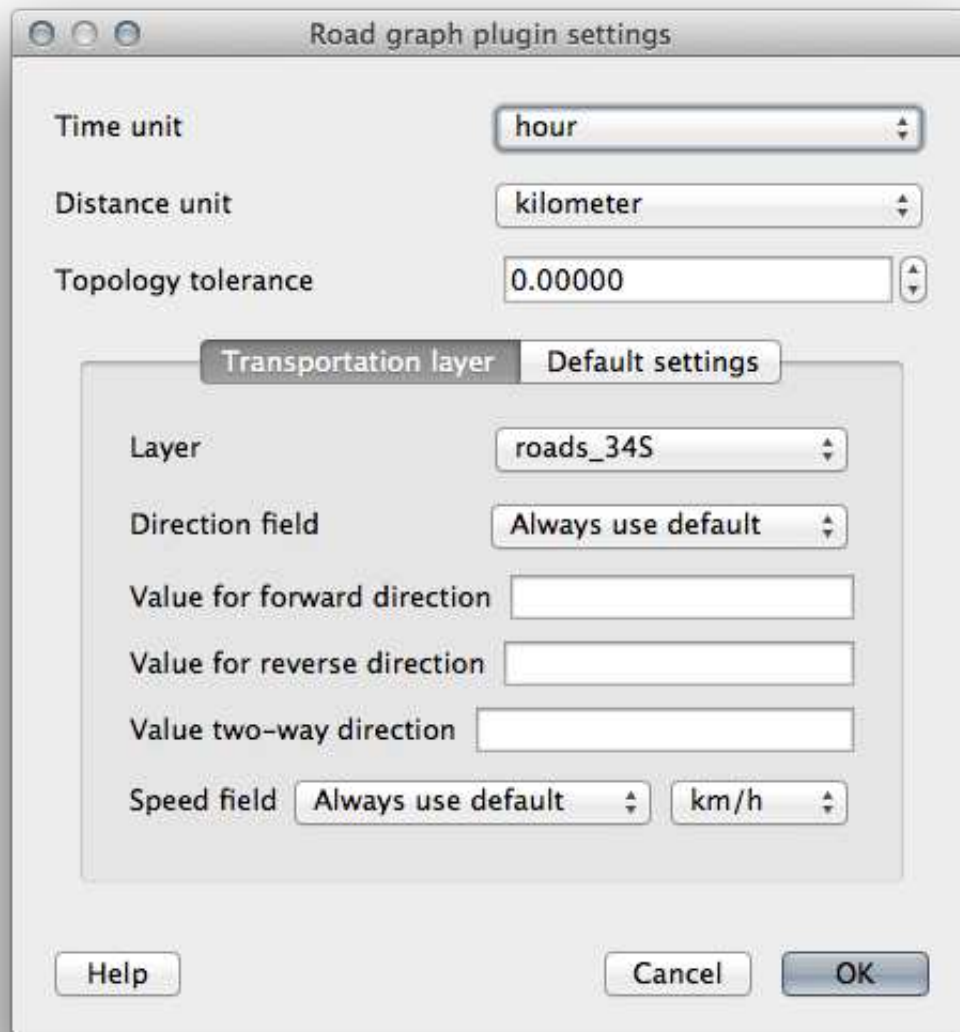 Road graph plugin settings
Time unit hour
Distance unit kilometer
Topology tolerance 0.00000
Transportation layer Default settings
Layer roads_34S
Direction field Always use default
Value for forward direction
Value for reverse direction
Value two-way direction
Speed field Always use default km/h
Help Cancel OK